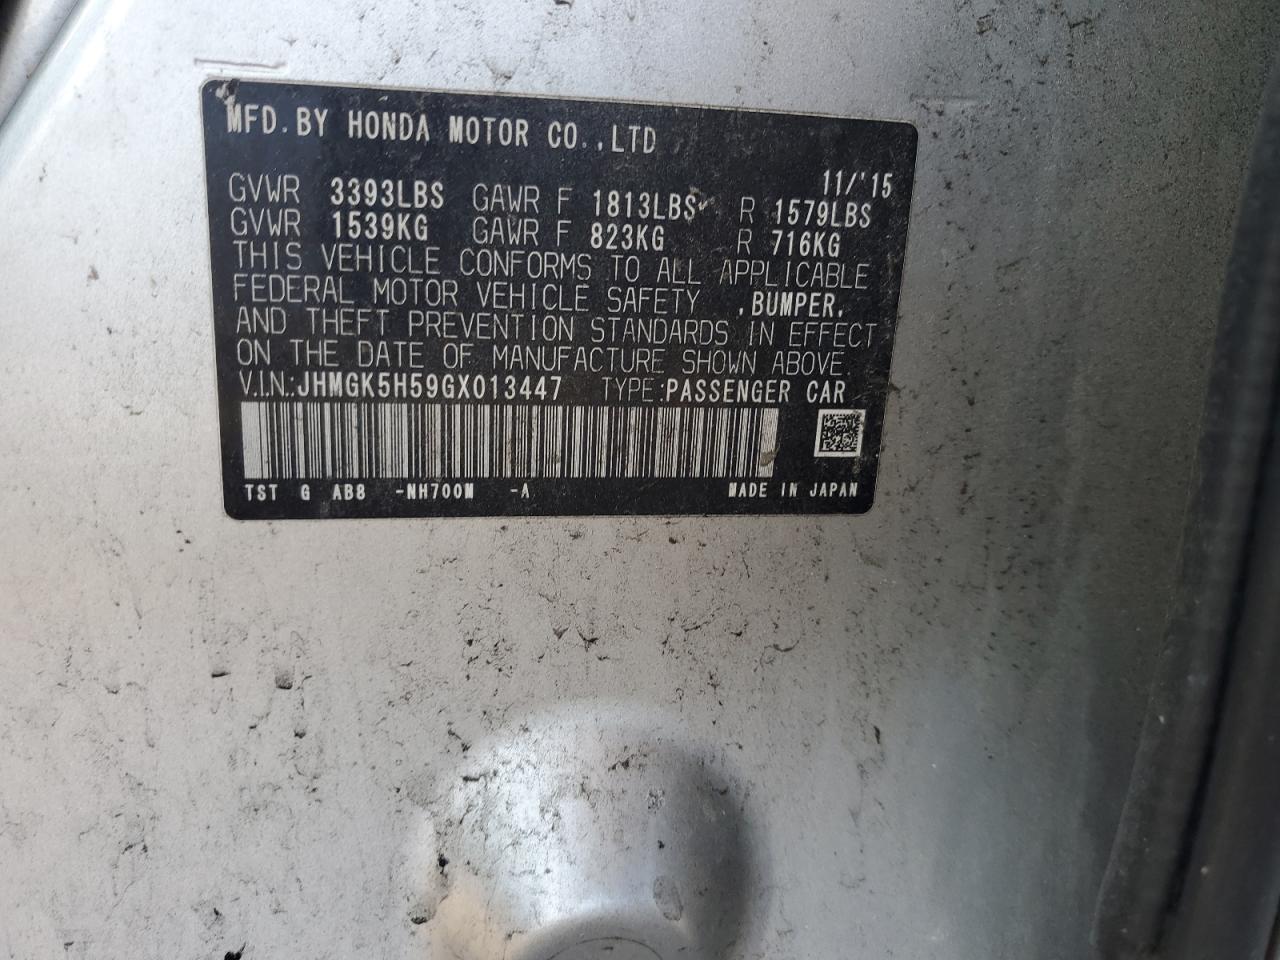 MFD. BY HONDA MOTOR CO., LTD
11/'15
GVWR 3393LBS GAWR F 1813LBS R 1579LBS
GVWR 1539KG GAWR F 823KG R 716KG
THIS VEHICLE CONFORMS TO ALL APPLICABLE
FEDERAL MOTOR VEHICLE SAFETY ,BUMPER,
AND THEFT PREVENTION STANDARDS IN EFFECT
ON THE DATE OF MANUFACTURE SHOWN ABOVE.
V.I.N.:JHMGK5H59GX013447 TYPE:PASSENGER CAR
TST G AB8 -NH700M -A MADE IN JAPAN